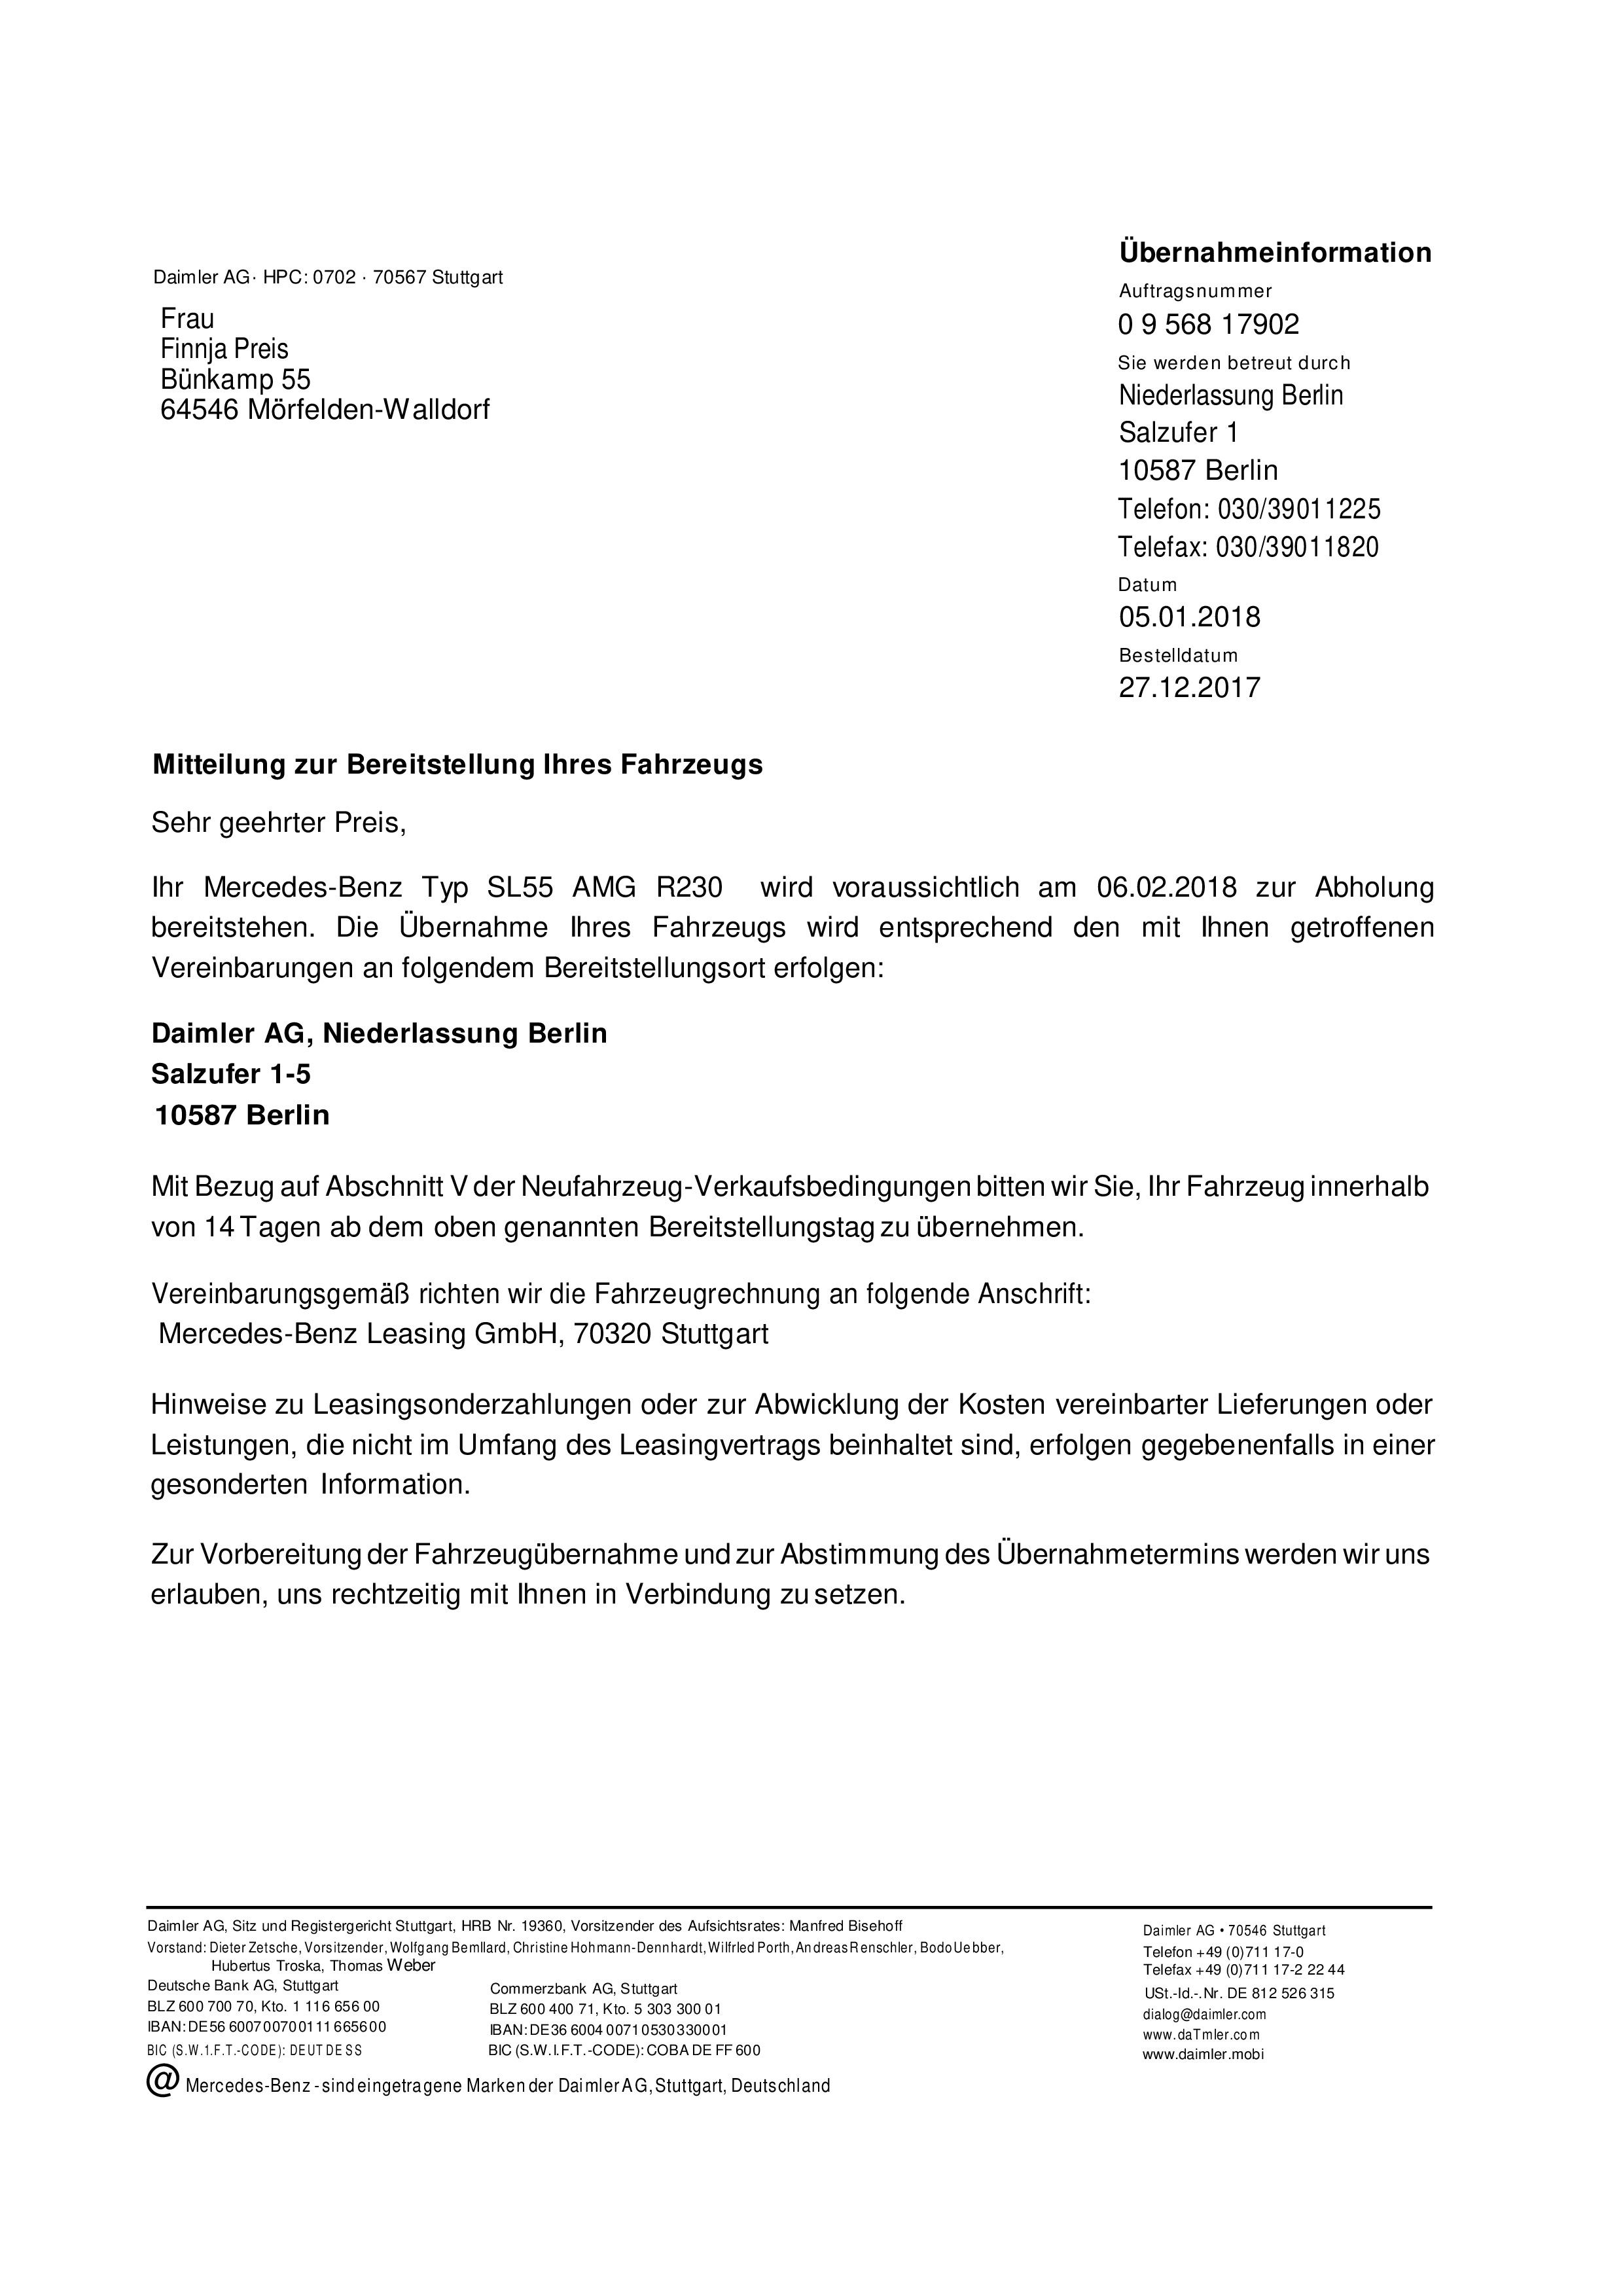 Übernahmeinformation
Daimler AG· HPC: 0702 · 70567 Stuttgart
Frau
Finnja Preis
Bünkamp 55
64546 Mörfelden-Walldorf
Auftragsnummer
0 9 568 17902
Sie werden betreut durch
Niederlassung Berlin
Salzufer 1
10587 Berlin
Telefon: 030/39011225
Telefax: 030/39011820
Datum
05.01.2018
Bestelldatum
27.12.2017
Mitteilung zur Bereitstellung Ihres Fahrzeugs
Sehr geehrter Preis,
Ihr Mercedes-Benz Typ SL55 AMG R230 wird voraussichtlich am 06.02.2018 zur Abholung
bereitstehen. Die Übernahme Ihres Fahrzeugs wird entsprechend den mit Ihnen getroffenen
Vereinbarungen an folgendem Bereitstellungsort erfolgen:
Daimler AG, Niederlassung Berlin
Salzufer 1-5
10587 Berlin
Mit Bezug auf Abschnitt V der Neufahrzeug-Verkaufsbedingungen bitten wir Sie, Ihr Fahrzeug innerhalb
von 14 Tagen ab dem oben genannten Bereitstellungstag zu übernehmen.
Vereinbarungsgemäß richten wir die Fahrzeugrechnung an folgende Anschrift:
Mercedes-Benz Leasing GmbH, 70320 Stuttgart
Hinweise zu Leasingsonderzahlungen oder zur Abwicklung der Kosten vereinbarter Lieferungen oder
Leistungen, die nicht im Umfang des Leasingvertrags beinhaltet sind, erfolgen gegebenenfalls in einer
gesonderten Information.
Zur Vorbereitung der Fahrzeugübernahme und zur Abstimmung des Übernahmetermins werden wir uns
erlauben, uns rechtzeitig mit Ihnen in Verbindung zu setzen.
Daimler AG, Sitz und Registergericht Stuttgart, HRB Nr. 19360, Vorsitzender des Aufsichtsrates: Manfred Bisehoff
Vorstand: Dieter Zetsche, Vorsitzender, Wolfgang Bemllard, Christine Hohmann-Dennhardt, Wilfrled Porth, Andreas Renschler, Bodo Uebber,
Hubertus Troska, Thomas Weber
Deutsche Bank AG, Stuttgart
BLZ 600 700 70, Kto. 1 116 656 00
IBAN: DE56 6007 0070 0111 6656 00
BIC (S.W.1.F.T.-CODE): DEUT DE SS
Commerzbank AG, Stuttgart
BLZ 600 400 71, Kto. 5 303 300 01
IBAN: DE36 6004 0071 0530 3300 01
BIC (S.W.I.F.T.-CODE): COBA DE FF 600
@ Mercedes-Benz - sind eingetragene Marken der Daimler AG, Stuttgart, Deutschland
Daimler AG • 70546 Stuttgart
Telefon +49 (0)711 17-0
Telefax +49 (0)711 17-2 22 44
USt.-Id.-.Nr. DE 812 526 315
dialog@daimler.com
www.daTmler.com
www.daimler.mobi